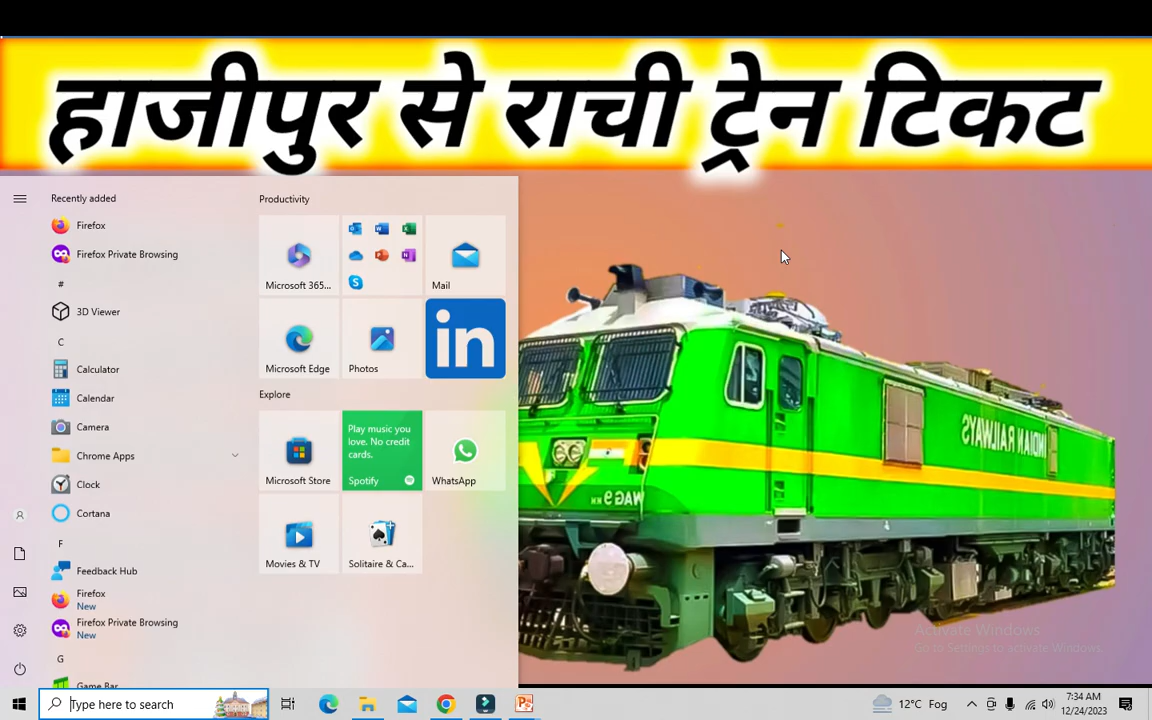 हाजीपुर से राची ट्रेन टिकट
Recently added
Firefox
Firefox Private Browsing
#
3D Viewer
C
Calculator
Calendar
Camera
Chrome Apps
Clock
Cortana
F
Feedback Hub
Firefox
New
Firefox Private Browsing
New
G
Game Bar
Productivity
Microsoft 365...
Mail
Microsoft Edge
Photos
in
Explore
Microsoft Store
Play music you
love. No credit
cards.
Spotify
WhatsApp
Movies & TV
Solitaire & Ca...
INDIAN RAILWAYS
WAG 9
Activate Windows
Go to Settings to activate Windows.
Type here to search
12°C Fog
7:34 AM
12/24/2023